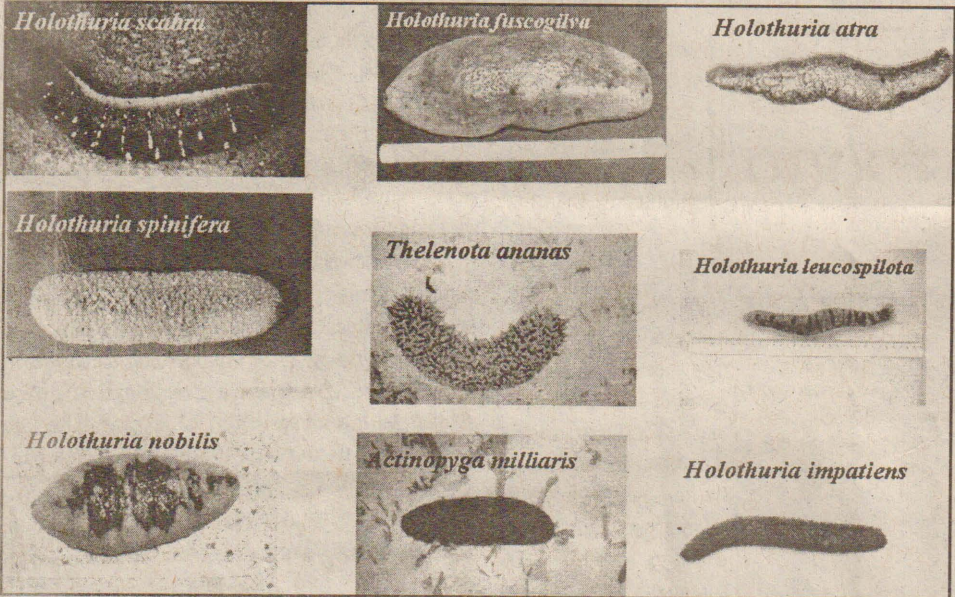 Holothuria scabra
Holothuria fuscogilva
Holothuria atra
Holothuria spinifera
Thelenota ananas
Holothuria leucospilota
Holothuria nobilis
Actinopyga milliaris
Holothuria impatiens